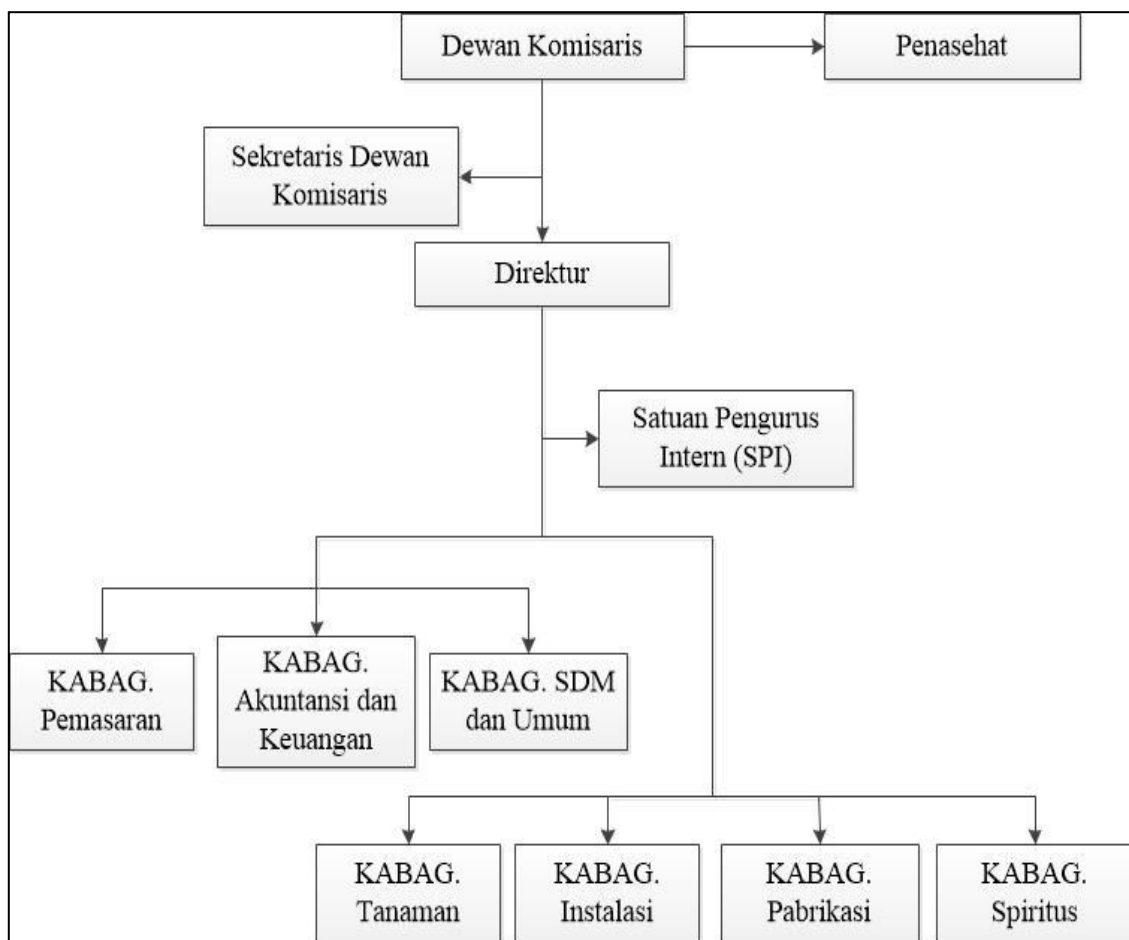 Dewan Komisaris
Penasehat
Sekretaris Dewan
Komisaris
Direktur
Satuan Pengurus
Intern (SPI)
KABAG.
Pemasaran
KABAG.
Akuntansi dan
Keuangan
KABAG. SDM
dan Umum
KABAG.
Tanaman
KABAG.
Instalasi
KABAG.
Pabrikasi
KABAG.
Spiritus